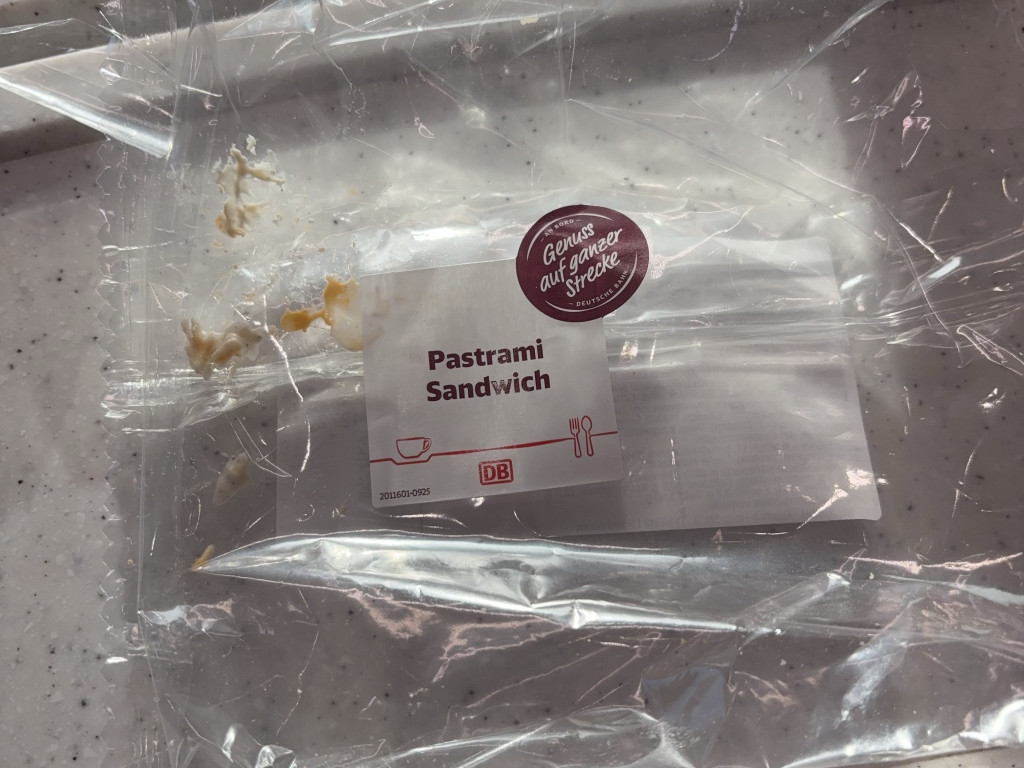 AN BORD
Genuss
auf ganzer
Strecke
DEUTSCHE BAHN
Pastrami
Sandwich
DB
2011601-0925